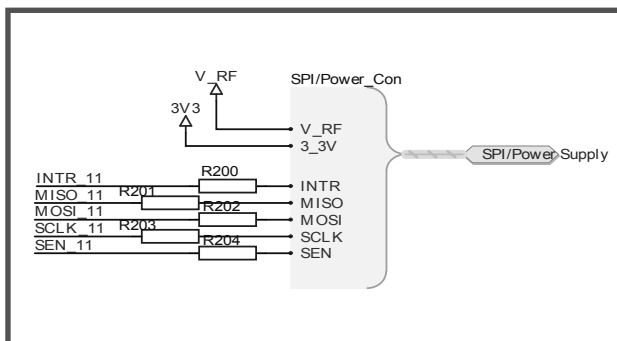 V_RF
SPI/Power_Con
3V3
V_RF
3_3V
SPI/Power Supply
R200
INTR_11
INTR
R201
MISO_11
MISO
R202
MOSI_11
MOSI
R203
SCLK_11
SCLK
R204
SEN_11
SEN